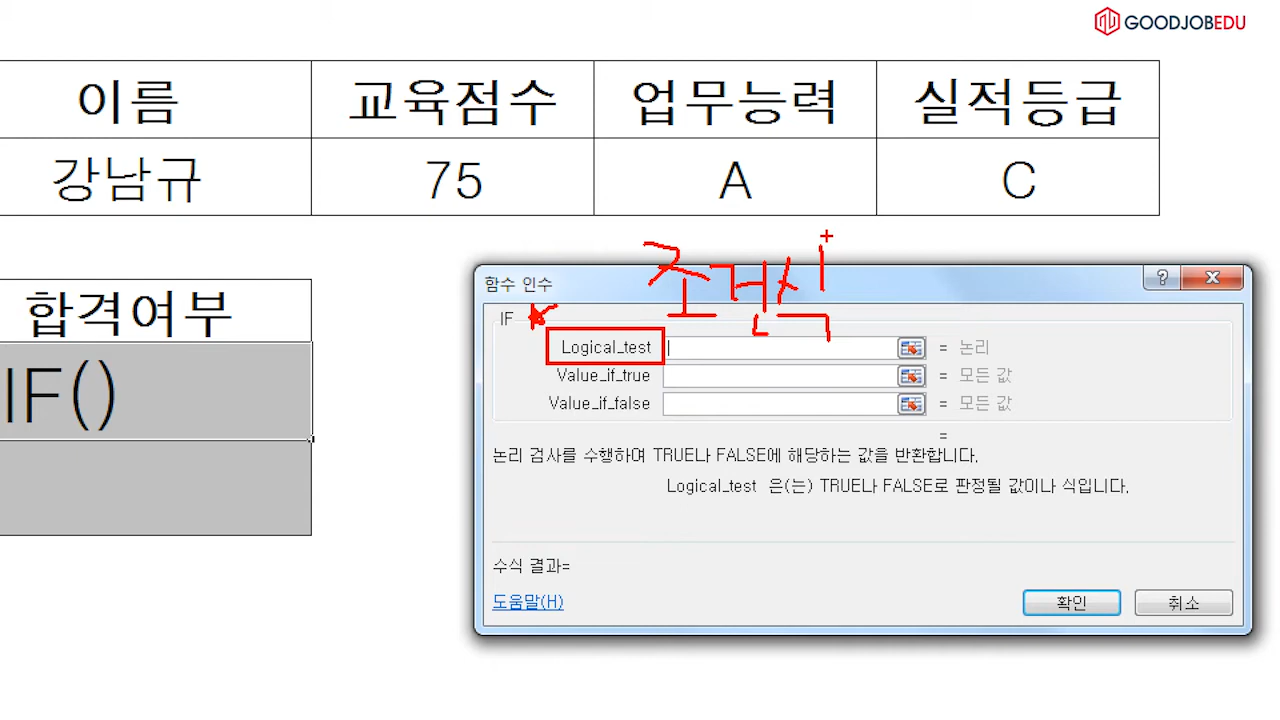 GOODJOBEDU
이름 교육점수 업무능력 실적등급
강남규 75 A C
조건식
함수 인수
합격여부
IF
IF()
Logical_test = 논리
Value_if_true = 모든 값
Value_if_false = 모든 값
=
논리 검사를 수행하여 TRUE나 FALSE에 해당하는 값을 반환합니다.
Logical_test 은(는) TRUE나 FALSE로 판정될 값이나 식입니다.
수식 결과=
도움말(H) 확인 취소